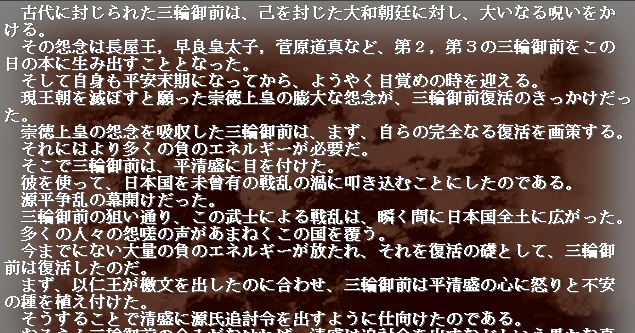 古代に封じられた三輪御前は、己を封じた大和朝廷に対し、大いなる呪いをか
ける。
　その怨念は長屋王，早良皇太子，菅原道真など、第２，第３の三輪御前をこの
日の本に生み出すこととなった。
　そして自身も平安末期になってから、ようやく目覚めの時を迎える。
　現王朝を滅ぼすと願った崇徳上皇の膨大な怨念が、三輪御前復活のきっかけだっ
た。
　崇徳上皇の怨念を吸収した三輪御前は、まず、自らの完全なる復活を画策する。
　それにはより多くの負のエネルギーが必要だ。
　そこで三輪御前は、平清盛に目を付けた。
　彼を使って、日本国を未曾有の戦乱の渦に叩き込むことにしたのである。
　源平争乱の幕開けだった。
　三輪御前の狙い通り、この武士による戦乱は、瞬く間に日本国全土に広がった。
　多くの人々の怨嗟の声があまねくこの国を覆う。
　今までにない大量の負のエネルギーが放たれ、それを復活の礎として、三輪御
前は復活したのだ。
　まず、以仁王が檄文を出したのに合わせ、三輪御前は平清盛の心に怒りと不安
の種を植え付けた。
　そうすることで清盛に源氏追討令を出すように仕向けたのである。